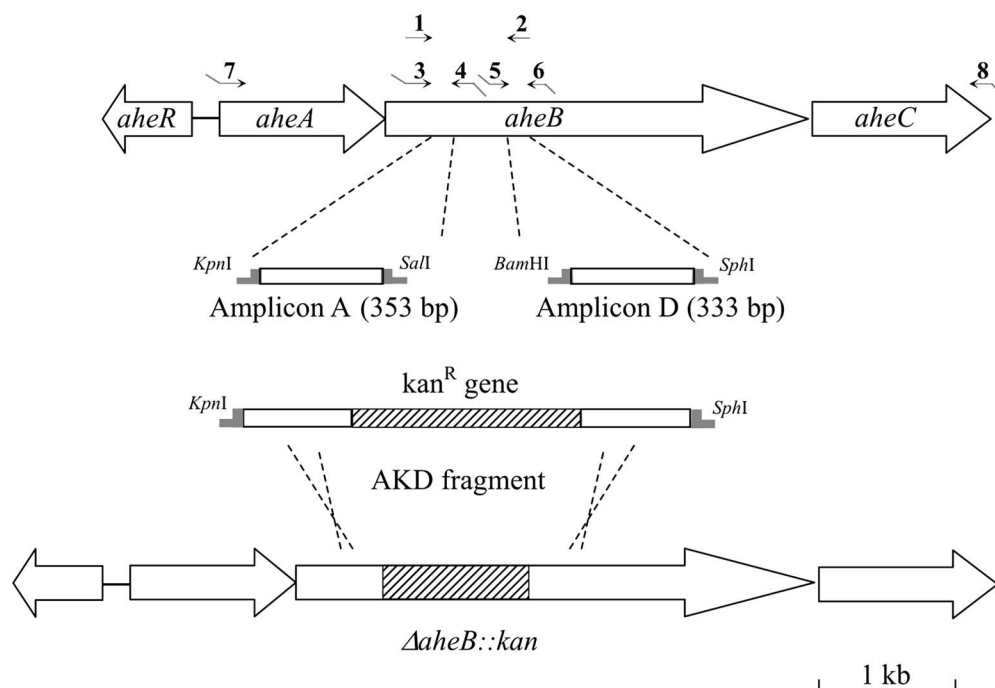 1 2
7 3 4 5 6 8
aheR aheA aheB aheC
KpnI SalI BamHI SphI
Amplicon A (353 bp) Amplicon D (333 bp)
kan^R gene
KpnI SphI
AKD fragment
ΔaheB::kan
1 kb